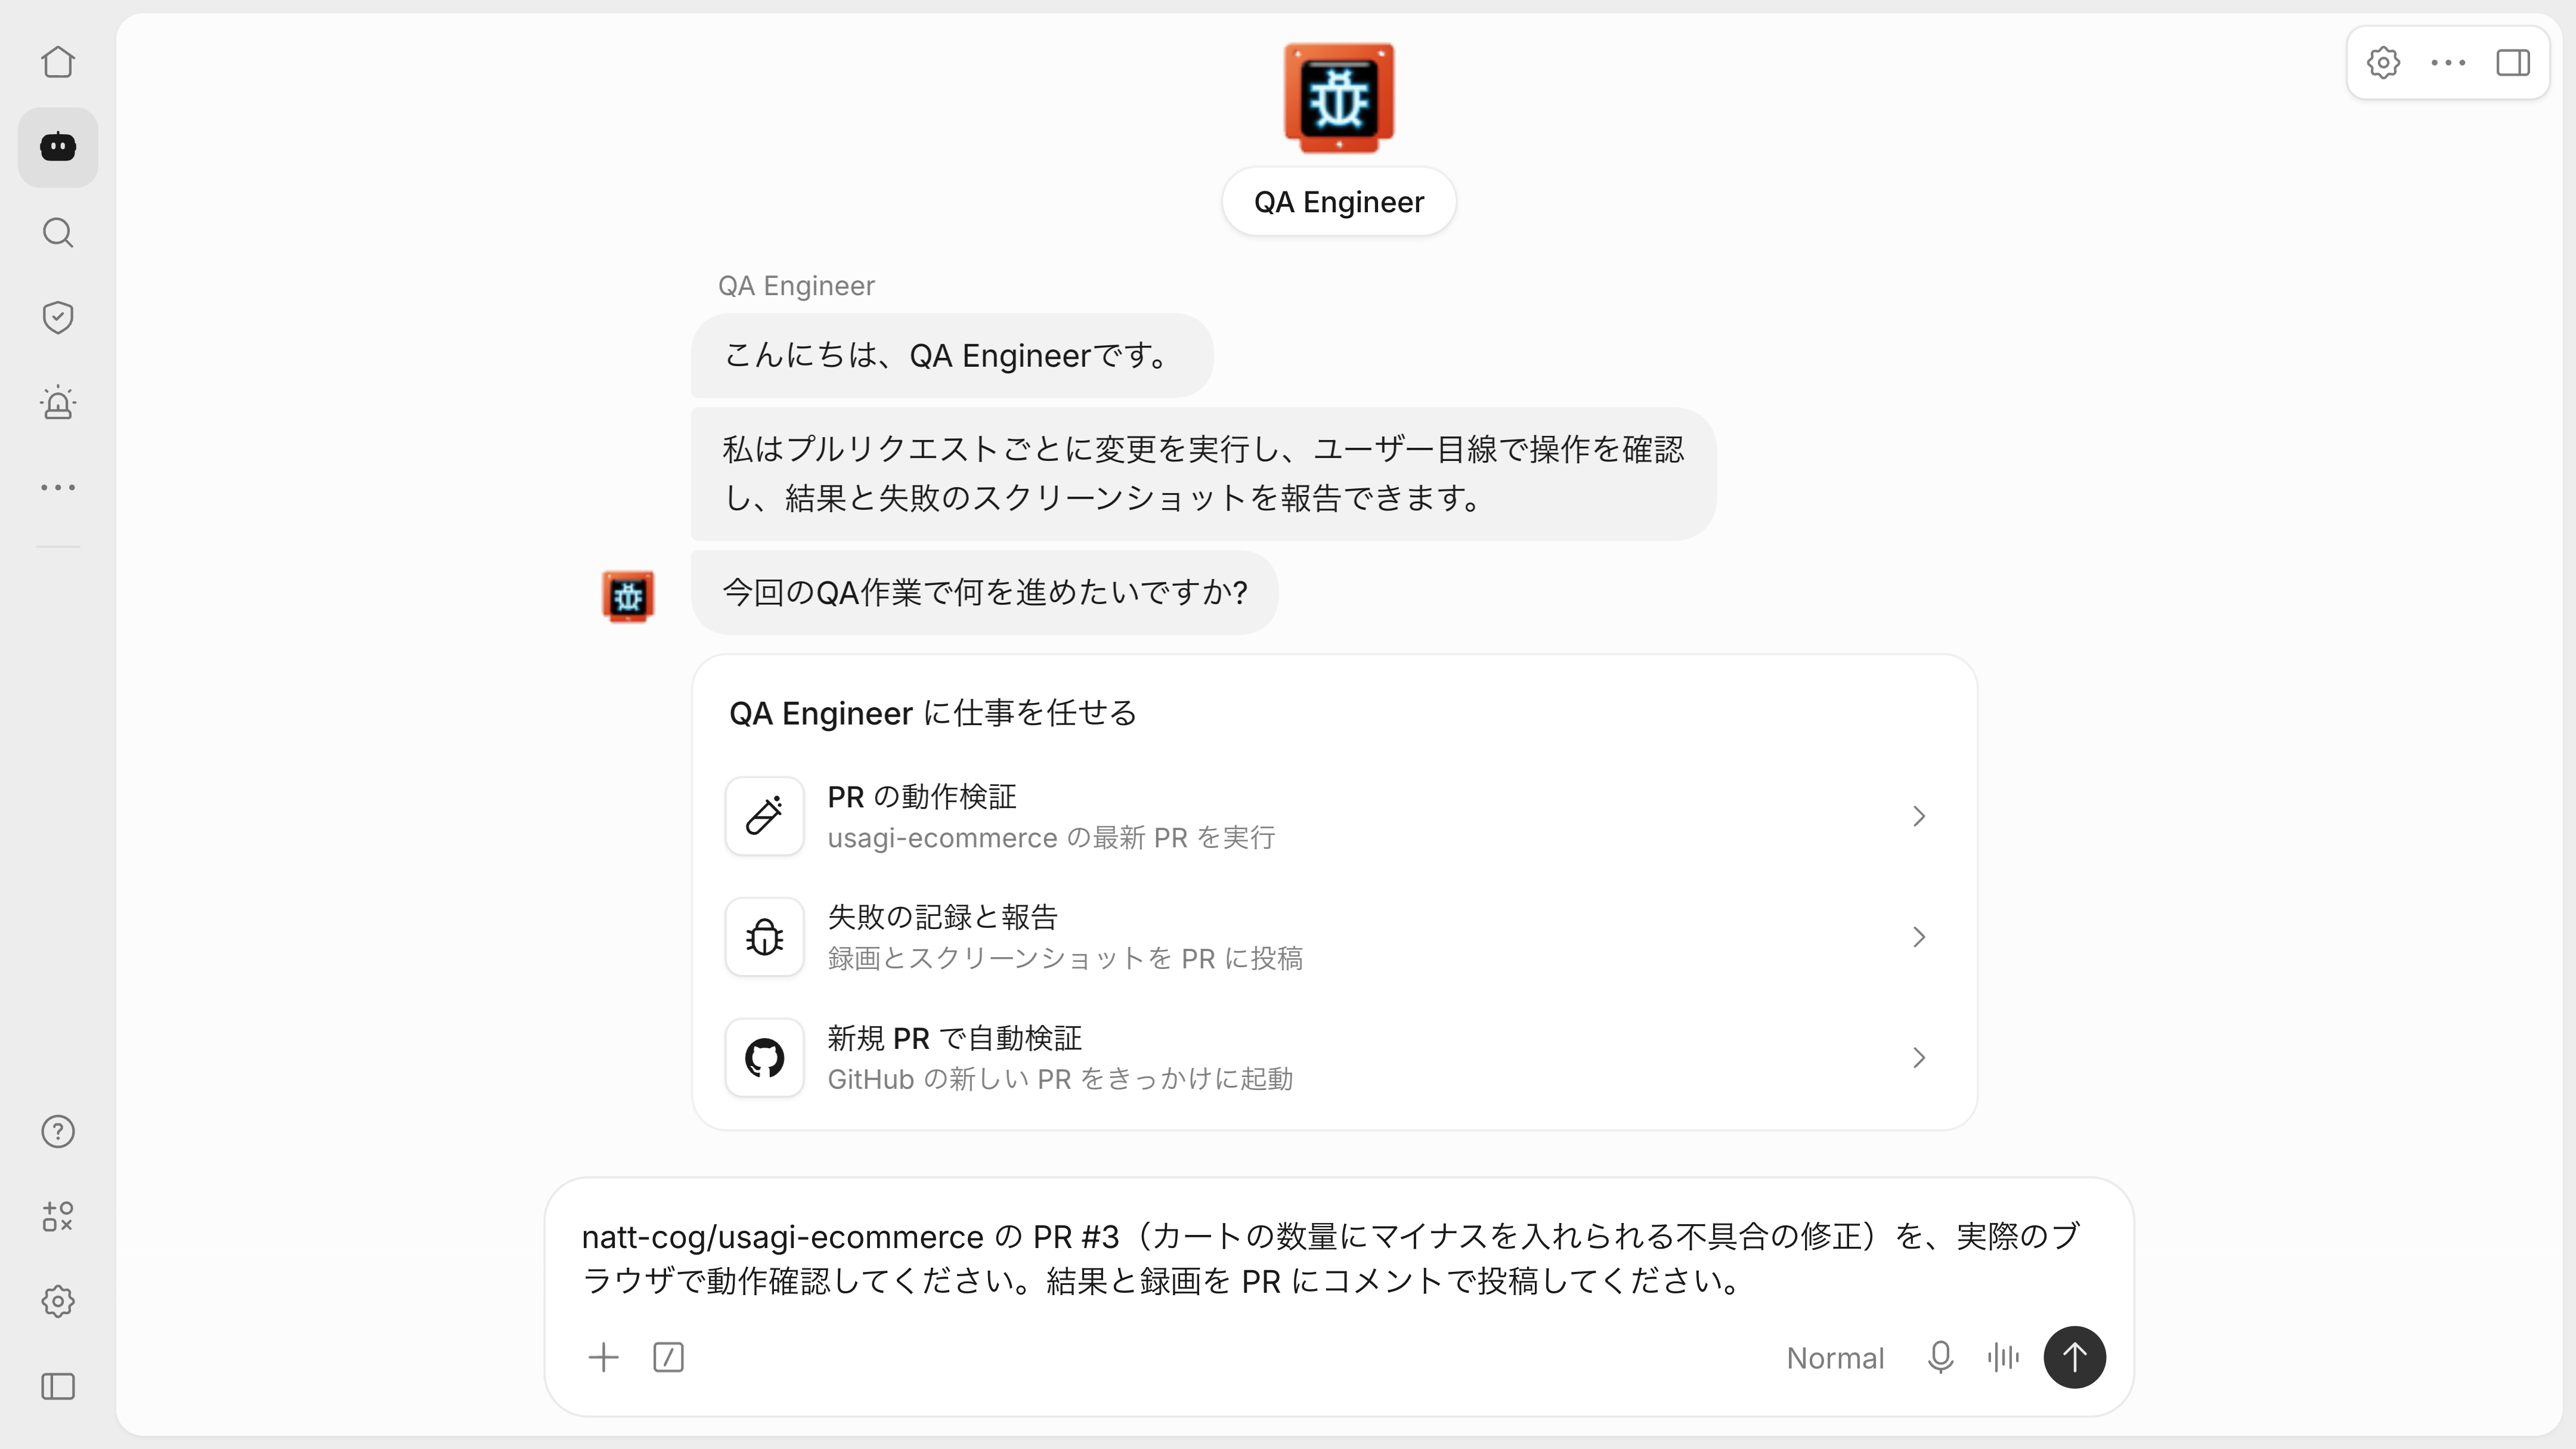 QA Engineer
QA Engineer
こんにちは、QA Engineerです。
私はプルリクエストごとに変更を実行し、ユーザー目線で操作を確認
し、結果と失敗のスクリーンショットを報告できます。
今回のQA作業で何を進めたいですか?
QA Engineer に仕事を任せる
PR の動作検証
usagi-ecommerce の最新 PR を実行
失敗の記録と報告
録画とスクリーンショットを PR に投稿
新規 PR で自動検証
GitHub の新しい PR をきっかけに起動
natt-cog/usagi-ecommerce の PR #3（カートの数量にマイナスを入れられる不具合の修正）を、実際のブ
ラウザで動作確認してください。結果と録画を PR にコメントで投稿してください。
Normal